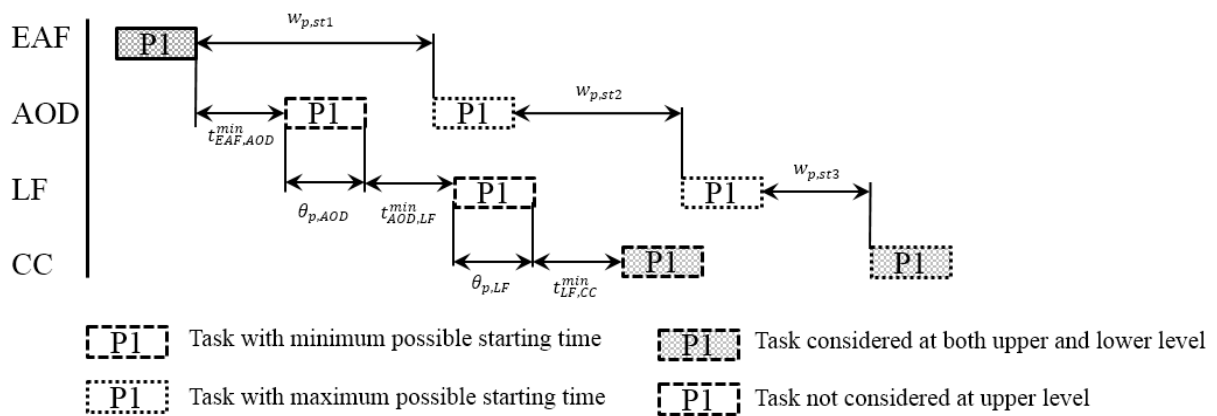 w_{p,st1}
EAF P1
w_{p,st2}
AOD P1 P1
t^{min}_{EAF,AOD}
w_{p,st3}
LF P1 P1
θ_{p,AOD} t^{min}_{AOD,LF}
CC P1 P1
θ_{p,LF} t^{min}_{LF,CC}
P1 Task with minimum possible starting time
P1 Task considered at both upper and lower level
P1 Task with maximum possible starting time
P1 Task not considered at upper level